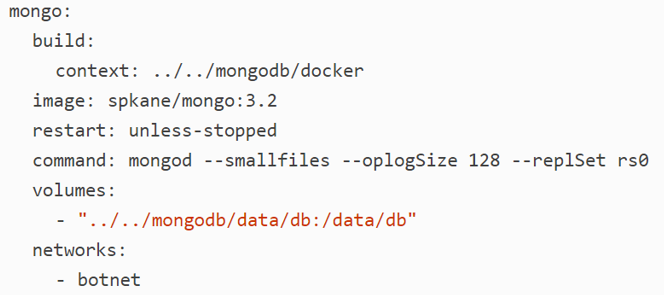 mongo:
  build:
    context: ../../mongodb/docker
  image: spkane/mongo:3.2
  restart: unless-stopped
  command: mongod --smallfiles --oplogSize 128 --replSet rs0
  volumes:
    - "../../mongodb/data/db:/data/db"
  networks:
    - botnet